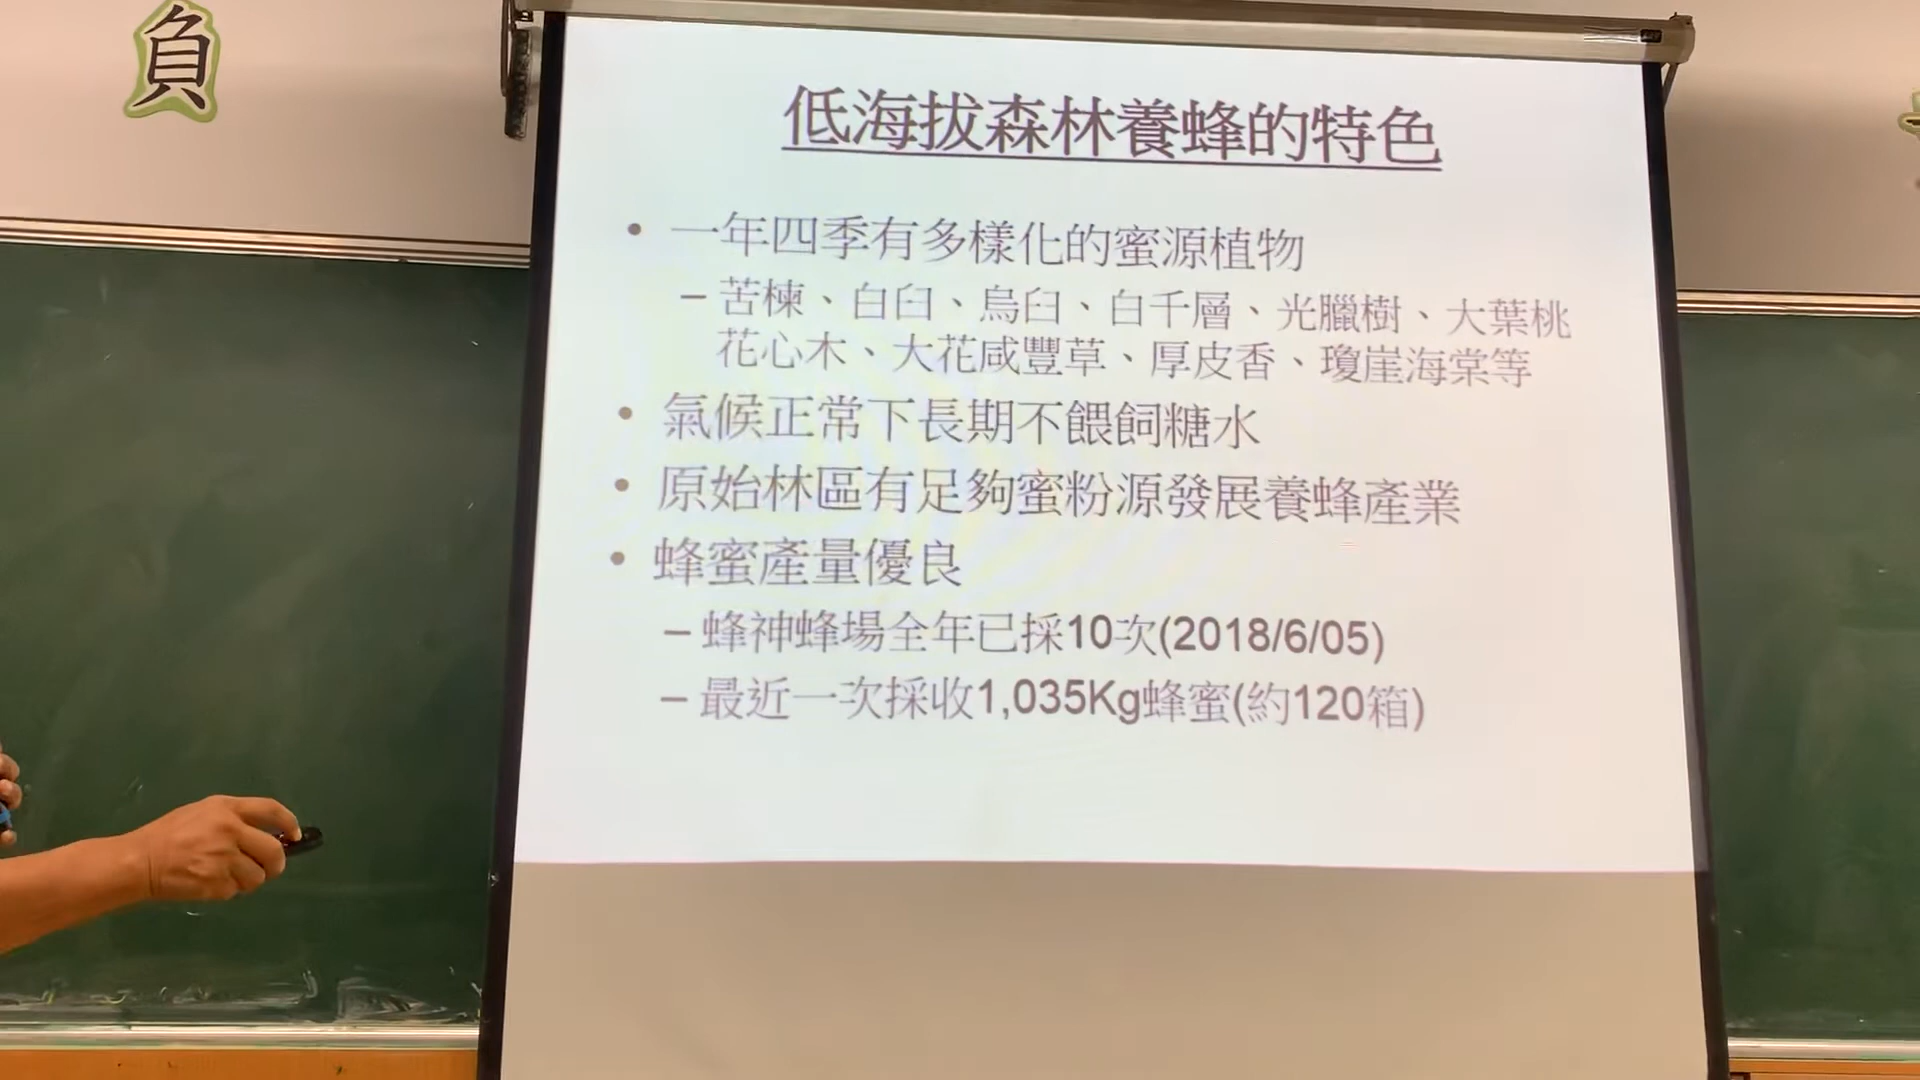 負
低海拔森林養蜂的特色
• 一年四季有多樣化的蜜源植物
– 苦楝、白臼、烏臼、白千層、光臘樹、大葉桃
花心木、大花咸豐草、厚皮香、瓊崖海棠等
• 氣候正常下長期不餵飼糖水
• 原始林區有足夠蜜粉源發展養蜂產業
• 蜂蜜產量優良
– 蜂神蜂場全年已採10次(2018/6/05)
– 最近一次採收1,035Kg蜂蜜(約120箱)